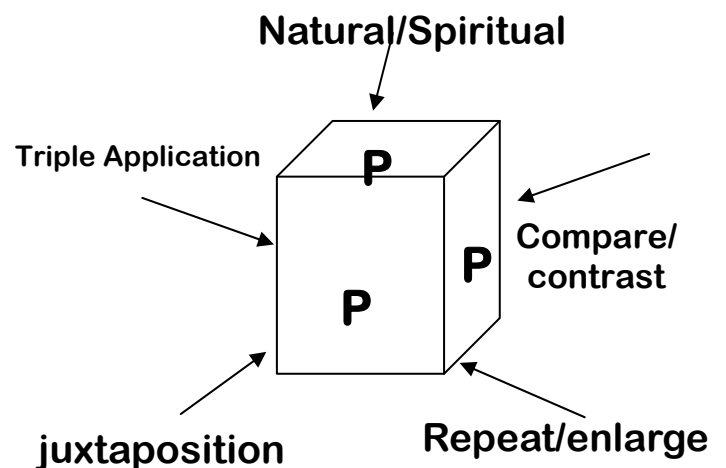 Natural/Spiritual
Triple Application
P
Compare/
contrast
P
P
juxtaposition
Repeat/enlarge